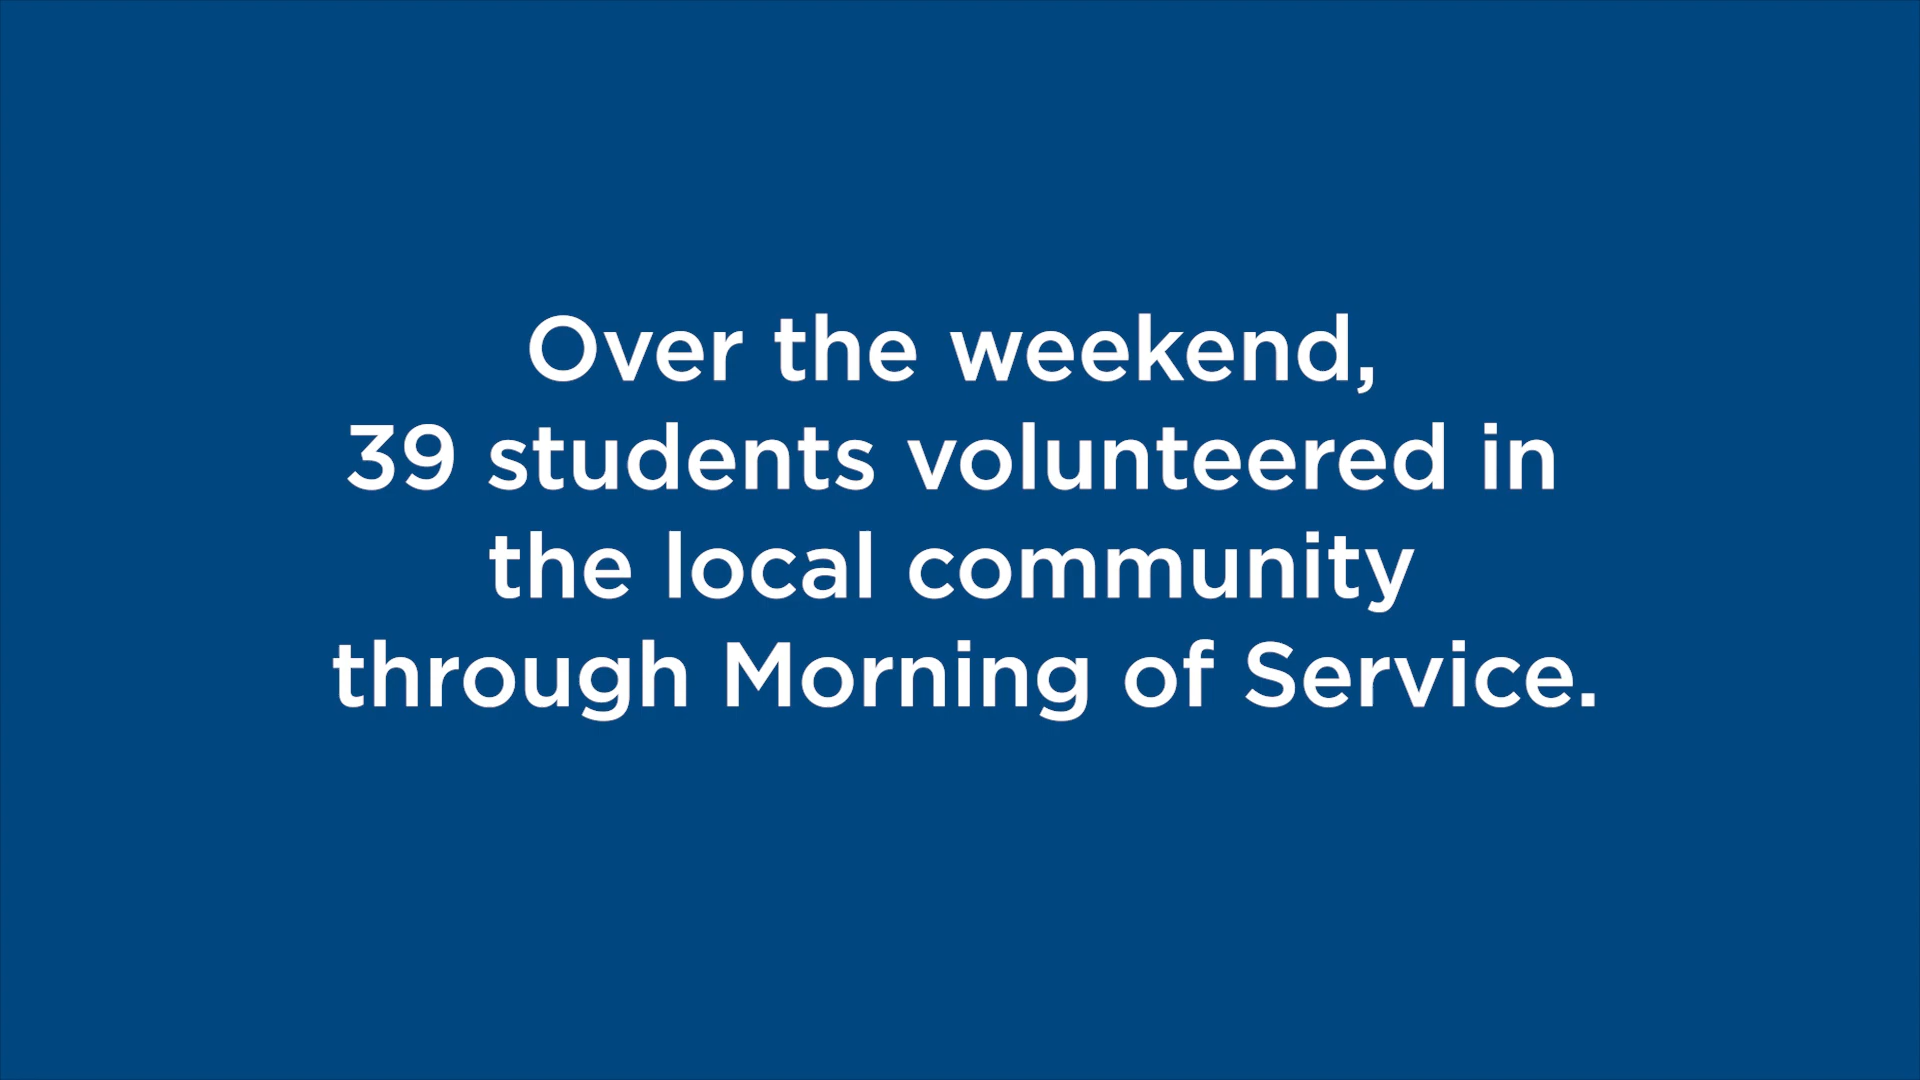 Over the weekend,
39 students volunteered in
the local community
through Morning of Service.